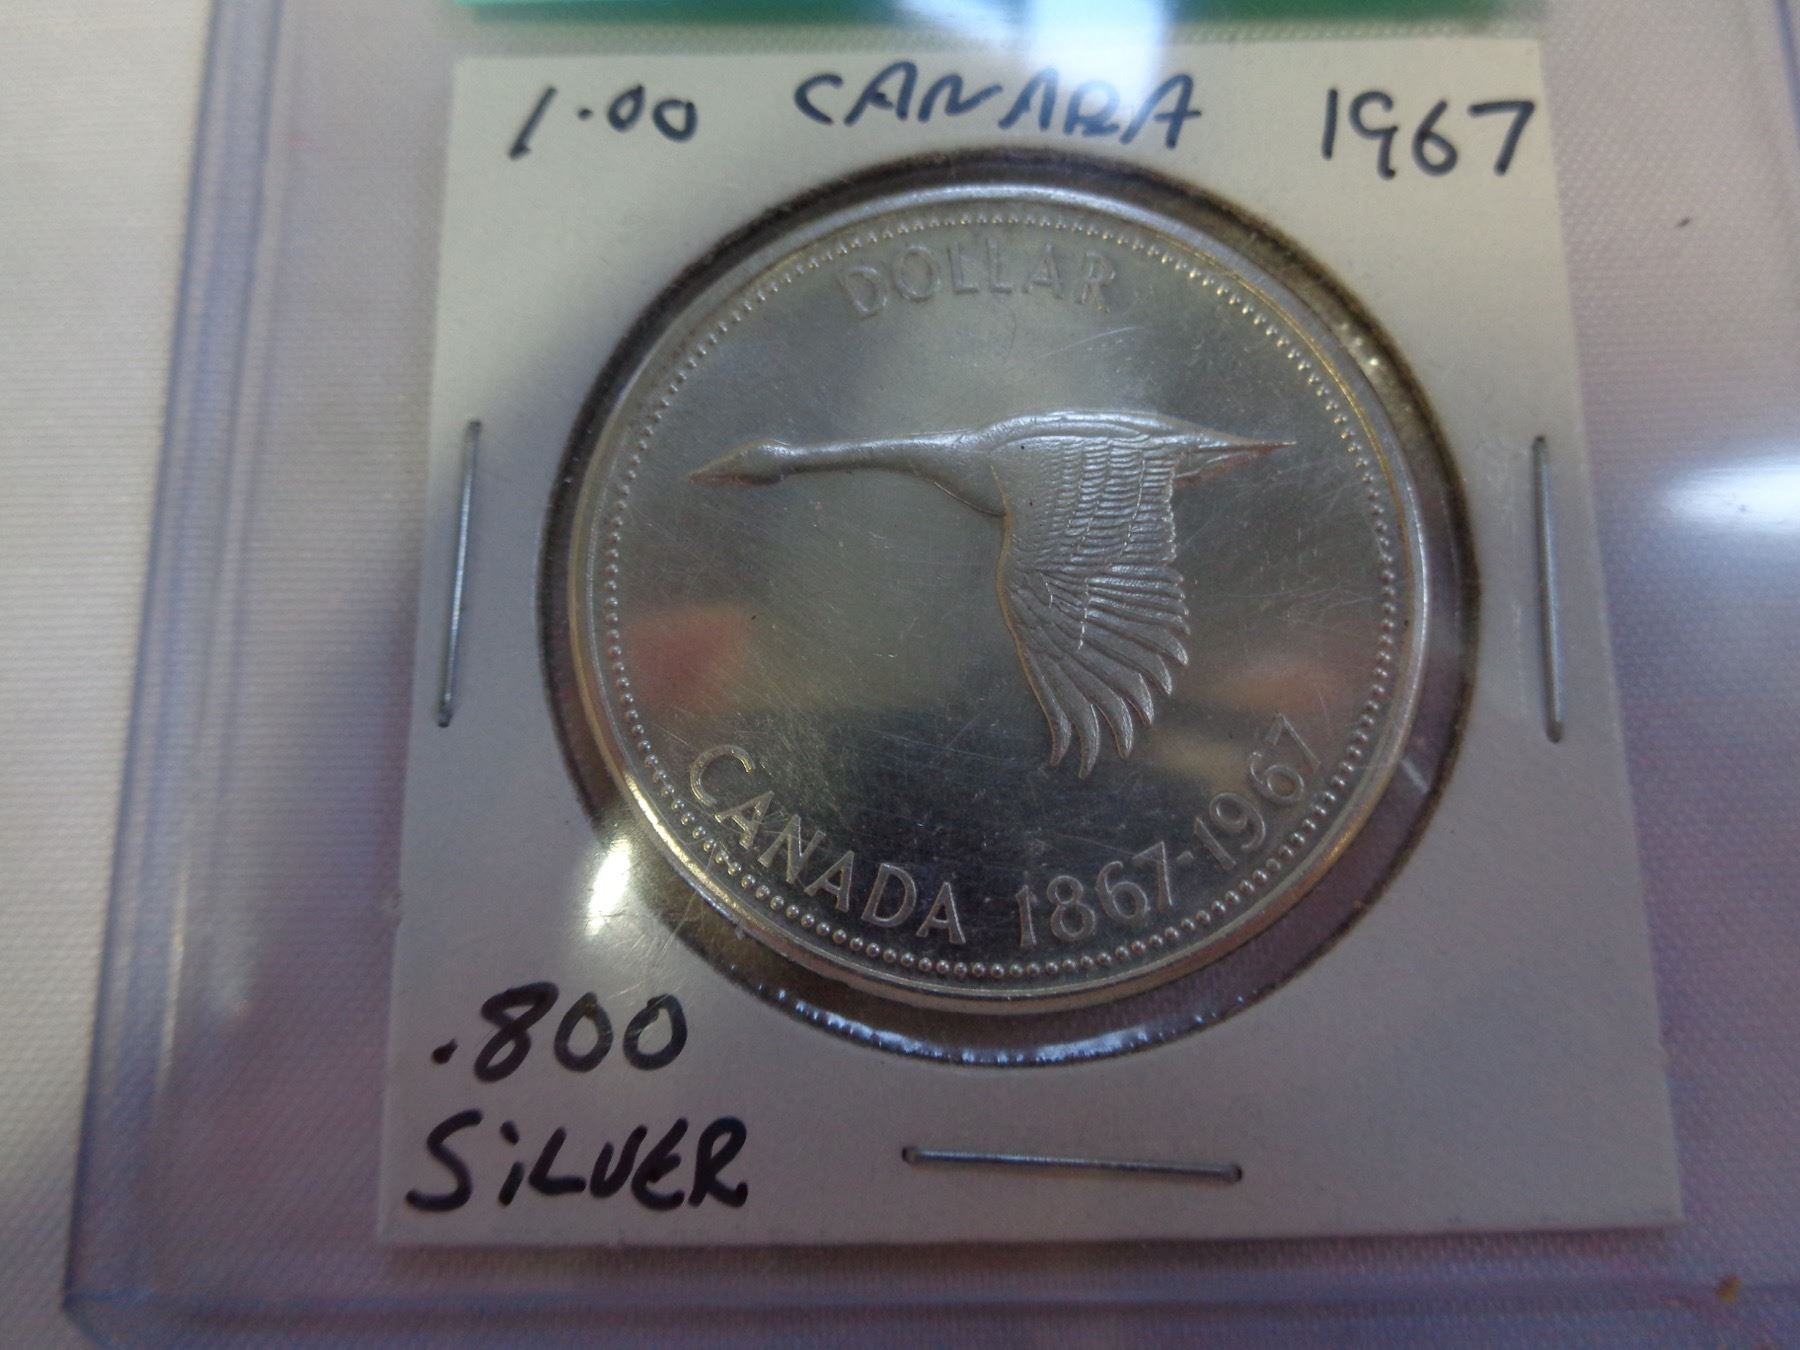 1.00 CANADA 1967
DOLLAR
CANADA 1867-1967
.800
SiLVER